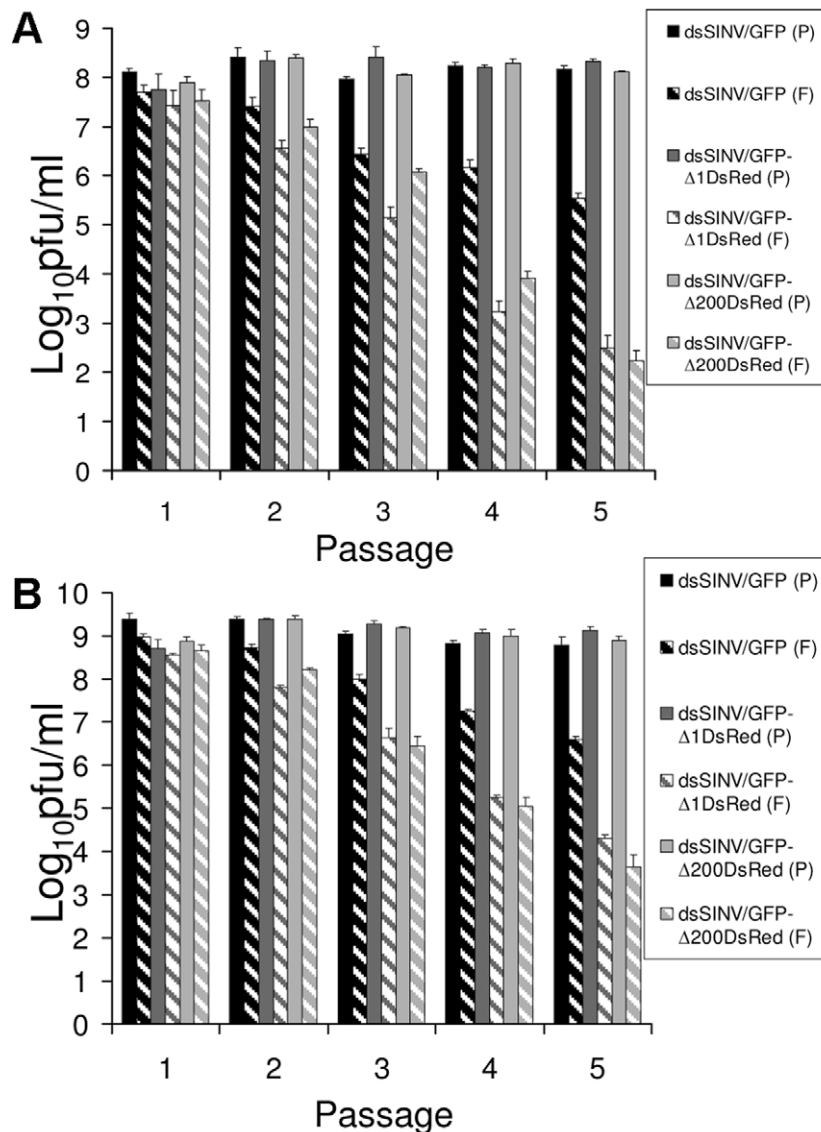 A
9
8
7
6
5
4
3
2
1
0
Log10pfu/ml
1 2 3 4 5
Passage
dsSINV/GFP (P)
dsSINV/GFP (F)
dsSINV/GFP-
Δ1DsRed (P)
dsSINV/GFP-
Δ1DsRed (F)
dsSINV/GFP-
Δ200DsRed (P)
dsSINV/GFP-
Δ200DsRed (F)
B
10
9
8
7
6
5
4
3
2
1
0
Log10pfu/ml
1 2 3 4 5
Passage
dsSINV/GFP (P)
dsSINV/GFP (F)
dsSINV/GFP-
Δ1DsRed (P)
dsSINV/GFP-
Δ1DsRed (F)
dsSINV/GFP-
Δ200DsRed (P)
dsSINV/GFP-
Δ200DsRed (F)